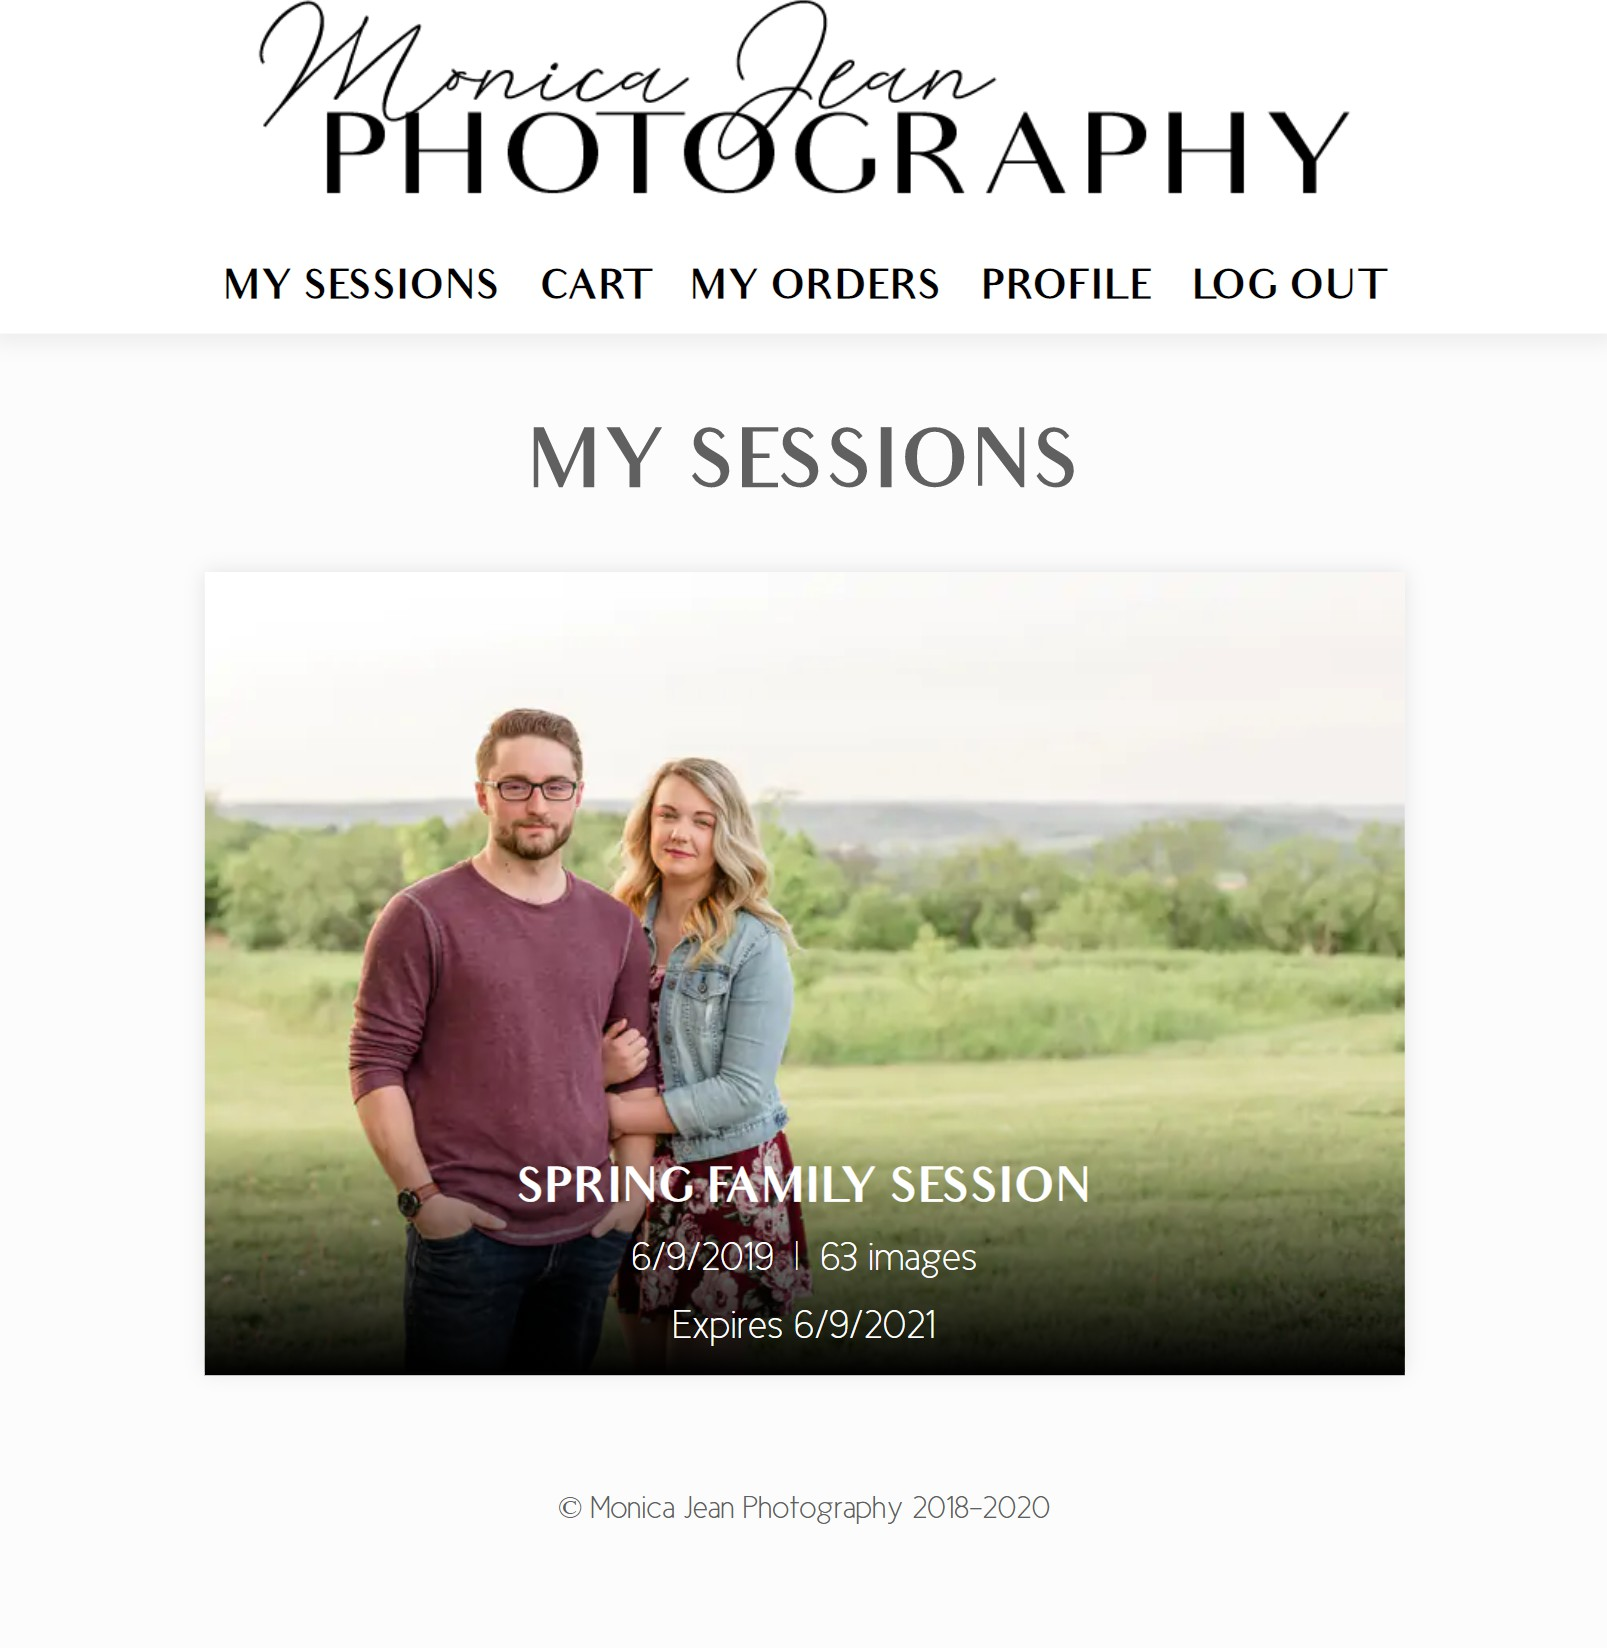 Monica Jean
PHOTOGRAPHY
MY SESSIONS CART MY ORDERS PROFILE LOG OUT
MY SESSIONS
SPRING FAMILY SESSION
6/9/2019 | 63 images
Expires 6/9/2021
© Monica Jean Photography 2018-2020